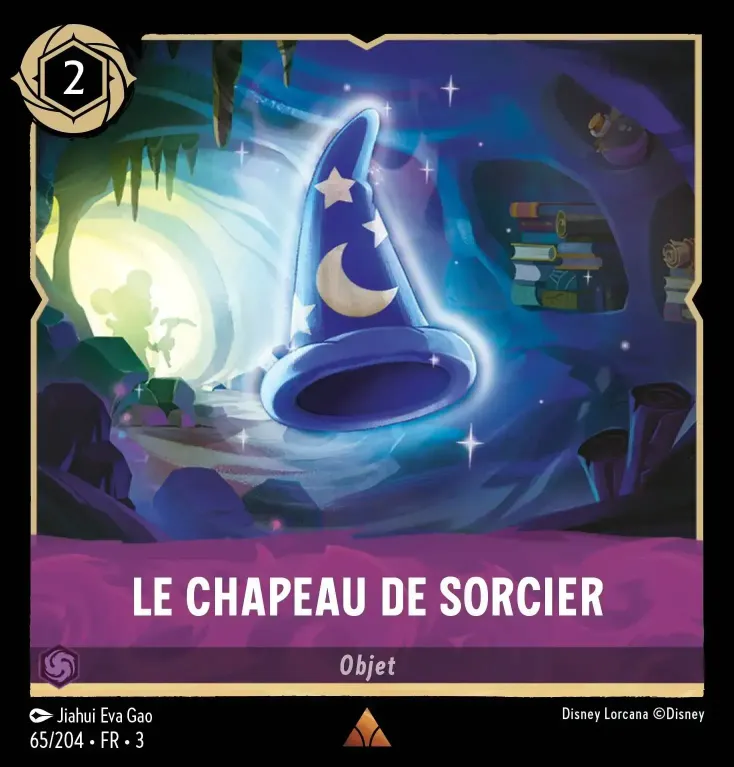 2
LE CHAPEAU DE SORCIER
Objet
Jiahui Eva Gao
Disney Lorcana ©Disney
65/204 • FR • 3